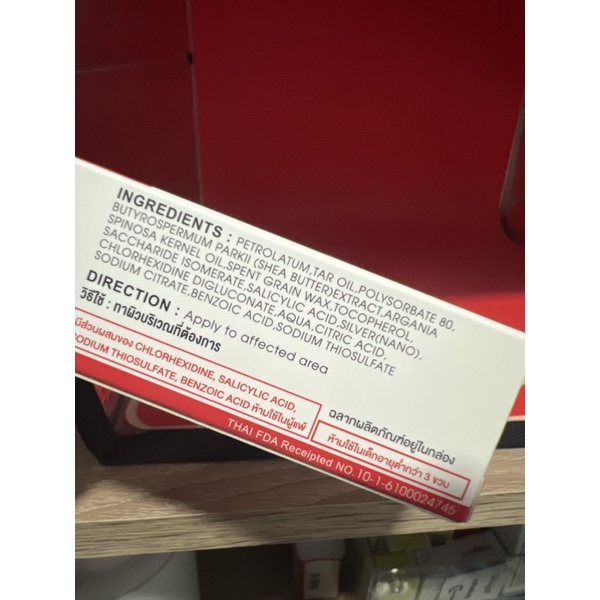 INGREDIENTS : PETROLATUM,TAR OIL,POLYSORBATE 80,
BUTYROSPERMUM PARKII (SHEA BUTTER)EXTRACT,ARGANIA
SPINOSA KERNEL OIL,SPENT GRAIN WAX,TOCOPHEROL,
SACCHARIDE ISOMERATE,SALICYLIC ACID,SILVER(NANO),
CHLORHEXIDINE DIGLUCONATE,AQUA,CITRIC ACID,
SODIUM CITRATE,BENZOIC ACID,SODIUM THIOSULFATE
DIRECTION : Apply to affected area
วิธีใช้ : ทาผิวบริเวณที่ต้องการ
มีส่วนผสมของ CHLORHEXIDINE, SALICYLIC ACID,
SODIUM THIOSULFATE, BENZOIC ACID ห้ามใช้ในผู้แพ้
ฉลากผลิตภัณฑ์อยู่ในกล่อง
ห้ามใช้ในเด็กอายุต่ำกว่า 3 ขวบ
THAI FDA Receipted NO. 10-1-6100024745